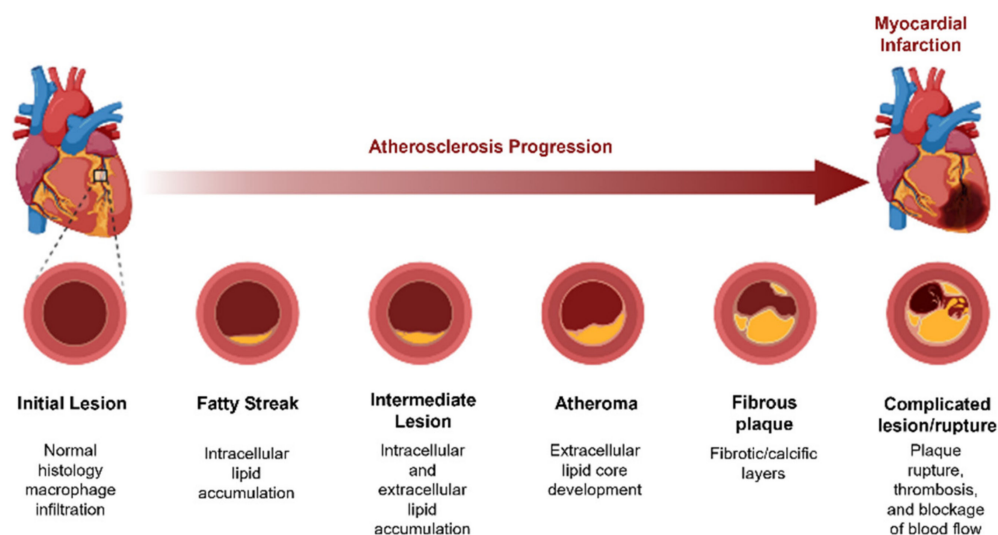 Myocardial
Infarction
Atherosclerosis Progression
Initial Lesion
Normal
histology
macrophage
infiltration
Fatty Streak
Intracellular
lipid
accumulation
Intermediate
Lesion
Intracellular
and
extracellular
lipid
accumulation
Atheroma
Extracellular
lipid core
development
Fibrous
plaque
Fibrotic/calcific
layers
Complicated
lesion/rupture
Plaque
rupture,
thrombosis,
and blockage
of blood flow